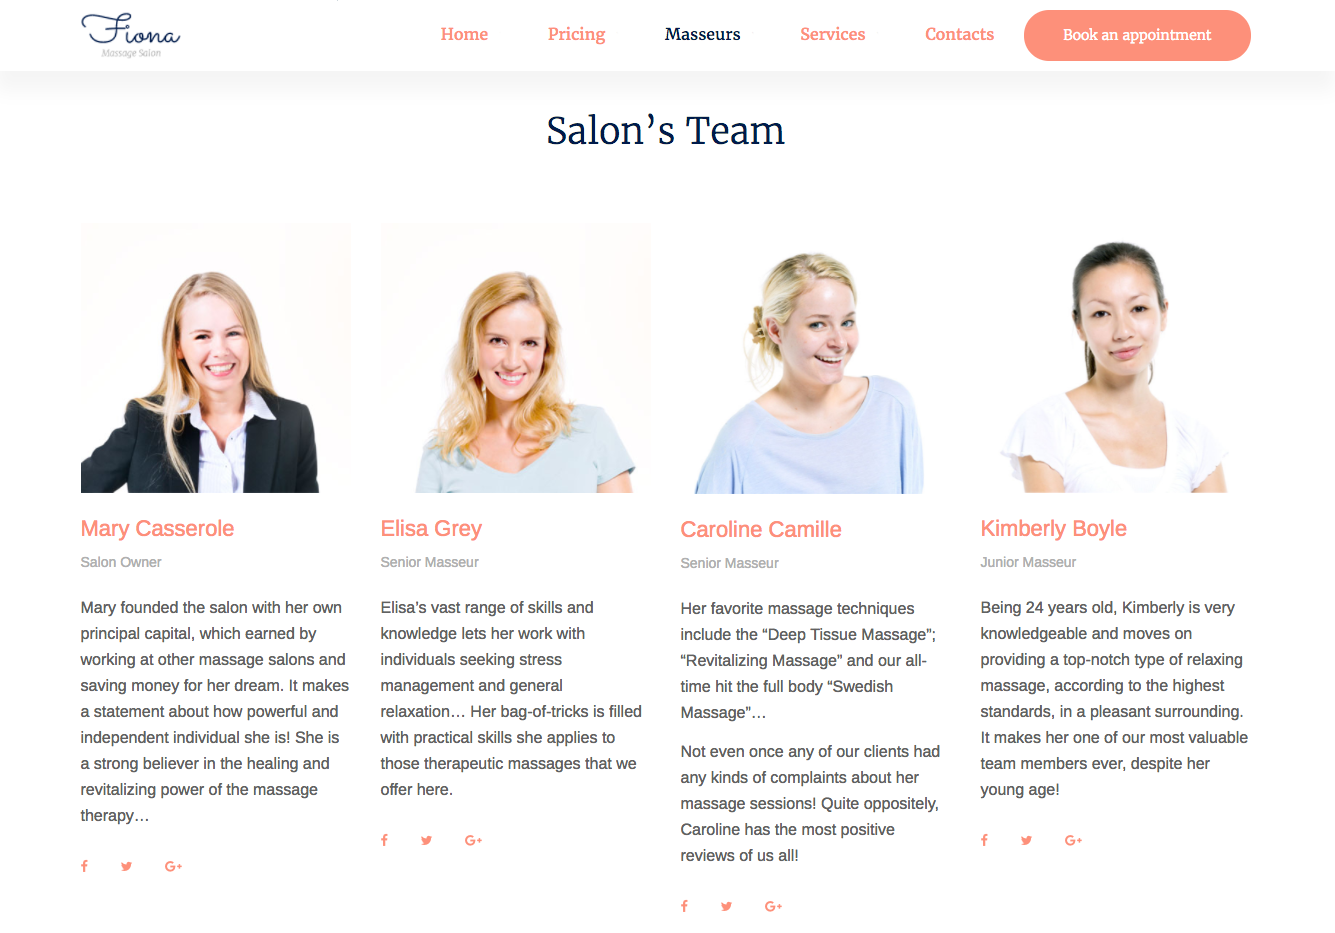 Fiona
Massage Salon
Home
Pricing
Masseurs
Services
Contacts
Book an appointment
Salon’s Team
Mary Casserole
Salon Owner
Mary founded the salon with her own
principal capital, which earned by
working at other massage salons and
saving money for her dream. It makes
a statement about how powerful and
independent individual she is! She is
a strong believer in the healing and
revitalizing power of the massage
therapy…
Elisa Grey
Senior Masseur
Elisa’s vast range of skills and
knowledge lets her work with
individuals seeking stress
management and general
relaxation… Her bag-of-tricks is filled
with practical skills she applies to
those therapeutic massages that we
offer here.
Caroline Camille
Senior Masseur
Her favorite massage techniques
include the “Deep Tissue Massage”;
“Revitalizing Massage” and our all-
time hit the full body “Swedish
Massage”…
Not even once any of our clients had
any kinds of complaints about her
massage sessions! Quite oppositely,
Caroline has the most positive
reviews of us all!
Kimberly Boyle
Junior Masseur
Being 24 years old, Kimberly is very
knowledgeable and moves on
providing a top-notch type of relaxing
massage, according to the highest
standards, in a pleasant surrounding.
It makes her one of our most valuable
team members ever, despite her
young age!